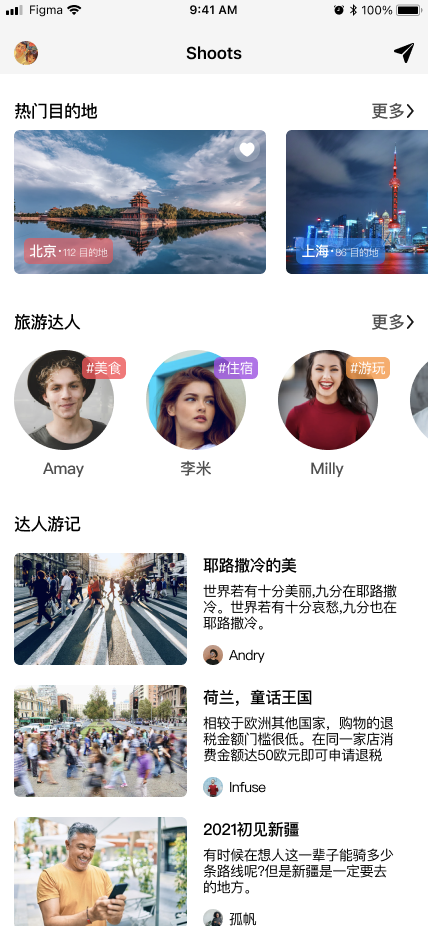 Figma
9:41 AM
100%
Shoots
热门目的地
更多
北京·112 目的地
上海·86 目的地
旅游达人
更多
#美食
#住宿
#游玩
Amay
李米
Milly
达人游记
耶路撒冷的美
世界若有十分美丽,九分在耶路撒
冷。世界若有十分哀愁,九分也在
耶路撒冷。
Andry
荷兰，童话王国
相较于欧洲其他国家，购物的退
税金额门槛很低。在同一家店消
费金额达50欧元即可申请退税
Infuse
2021初见新疆
有时候在想人这一辈子能骑多少
条路线呢?但是新疆是一定要去
的地方。
孤帆